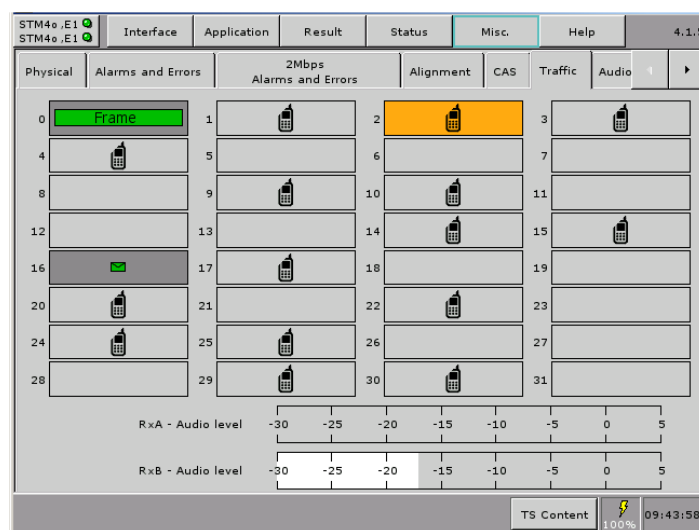 STM4o ,E1 Interface Application Result Status Misc. Help 4.1.5
STM4o ,E1
Physical Alarms and Errors 2Mbps Alarms and Errors Alignment CAS Traffic Audio
0 Frame 1 2 3
4 5 6 7
8 9 10 11
12 13 14 15
16 17 18 19
20 21 22 23
24 25 26 27
28 29 30 31
RxA - Audio level -30 -25 -20 -15 -10 -5 0 5
RxB - Audio level -30 -25 -20 -15 -10 -5 0 5
TS Content 100% 09:43:58